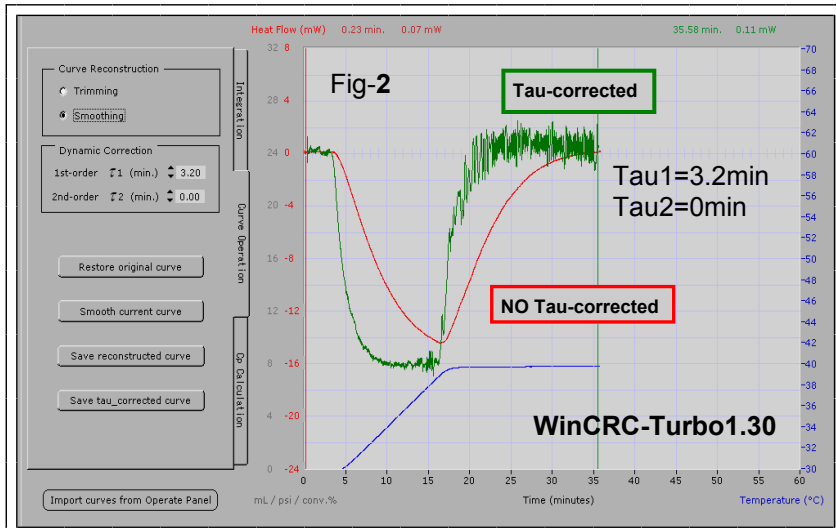 Heat Flow (mW) 0.23 min. 0.07 mW 35.58 min. 0.11 mW
Curve Reconstruction
Trimming
Smoothing
Dynamic Correction
1st-order τ1 (min.) 3.20
2nd-order τ2 (min.) 0.00
Restore original curve
Smooth current curve
Save reconstructed curve
Save tau_corrected curve
Import curves from Operate Panel
Integration
Curve Operation
Cp Calculation
Fig-2
Tau-corrected
Tau1=3.2min
Tau2=0min
NO Tau-corrected
WinCRC-Turbo1.30
32 8
28 4
24 0
20 -4
16 -8
12 -12
8 -16
4 -20
0 -24
70
68
66
64
62
60
58
56
54
52
50
48
46
44
42
40
38
36
34
32
30
0 5 10 15 20 25 30 35 40 45 50 55 60
mL / psi / conv.% Time (minutes) Temperature (°C)